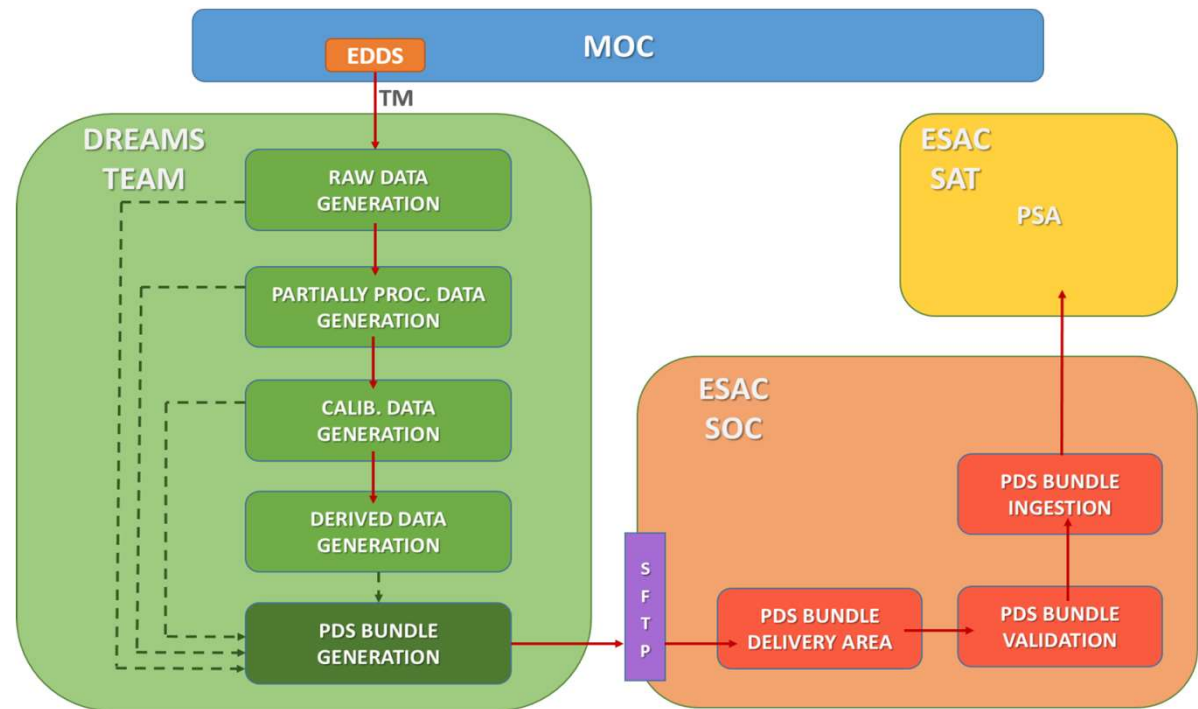 MOC
EDDS
TM
DREAMS
TEAM
RAW DATA
GENERATION
PARTIALLY PROC. DATA
GENERATION
CALIB. DATA
GENERATION
DERIVED DATA
GENERATION
PDS BUNDLE
GENERATION
S
F
T
P
ESAC
SOC
PDS BUNDLE
DELIVERY AREA
PDS BUNDLE
VALIDATION
PDS BUNDLE
INGESTION
ESAC
SAT
PSA